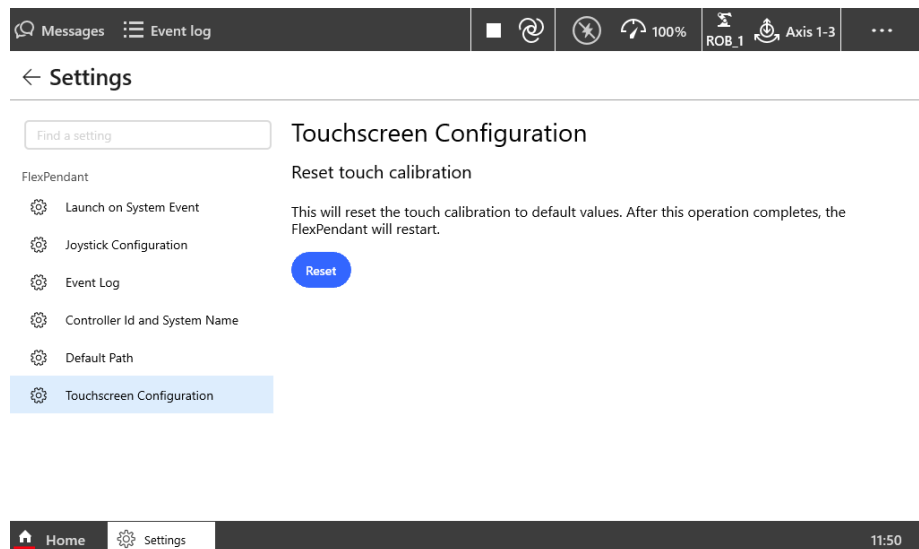 Messages Event log 100% ROB_1 Axis 1-3 ...
Settings
Find a setting
FlexPendant
Launch on System Event
Joystick Configuration
Event Log
Controller Id and System Name
Default Path
Touchscreen Configuration
Touchscreen Configuration
Reset touch calibration
This will reset the touch calibration to default values. After this operation completes, the
FlexPendant will restart.
Reset
Home Settings 11:50